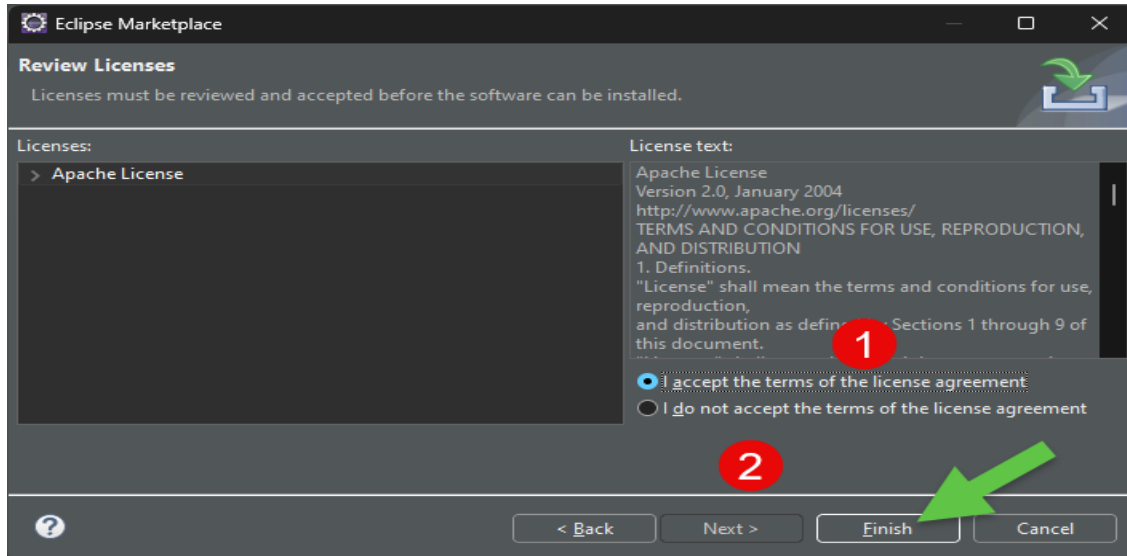 Eclipse Marketplace
Review Licenses
Licenses must be reviewed and accepted before the software can be installed.
Licenses:
Apache License
License text:
Apache License
Version 2.0, January 2004
http://www.apache.org/licenses/
TERMS AND CONDITIONS FOR USE, REPRODUCTION,
AND DISTRIBUTION
1. Definitions.
"License" shall mean the terms and conditions for use,
reproduction,
and distribution as defin Sections 1 through 9 of
this document.
1
I accept the terms of the license agreement
I do not accept the terms of the license agreement
2
?
< Back
Next >
Finish
Cancel